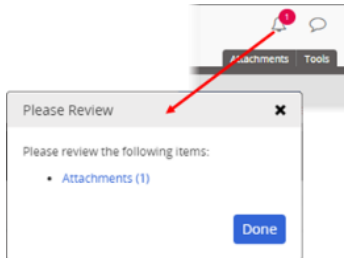 1
Attachments Tools
Please Review
Please review the following items:
• Attachments (1)
Done